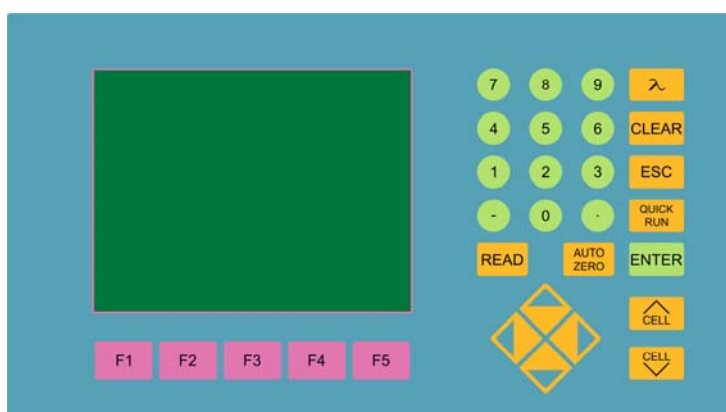 7 8 9 λ
4 5 6 CLEAR
1 2 3 ESC
- 0 . QUICK
RUN
READ AUTO
ZERO ENTER
CELL
F1 F2 F3 F4 F5 CELL